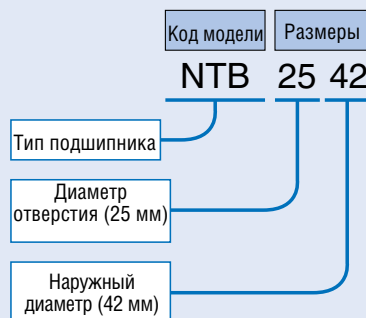 Код модели Размеры
NTB 25 42
Тип подшипника
Диаметр
отверстия (25 мм)
Наружный
диаметр (42 мм)